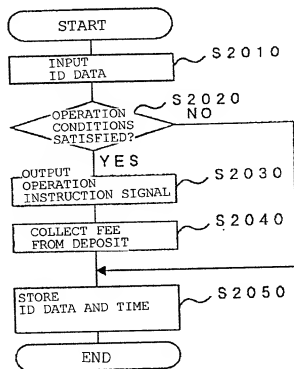 START
INPUT
ID DATA
S2010
OPERATION
CONDITIONS
SATISFIED?
S2020
NO
YES
OUTPUT
OPERATION
INSTRUCTION SIGNAL
S2030
COLLECT FEE
FROM DEPOSIT
S2040
STORE
ID DATA AND TIME
S2050
END